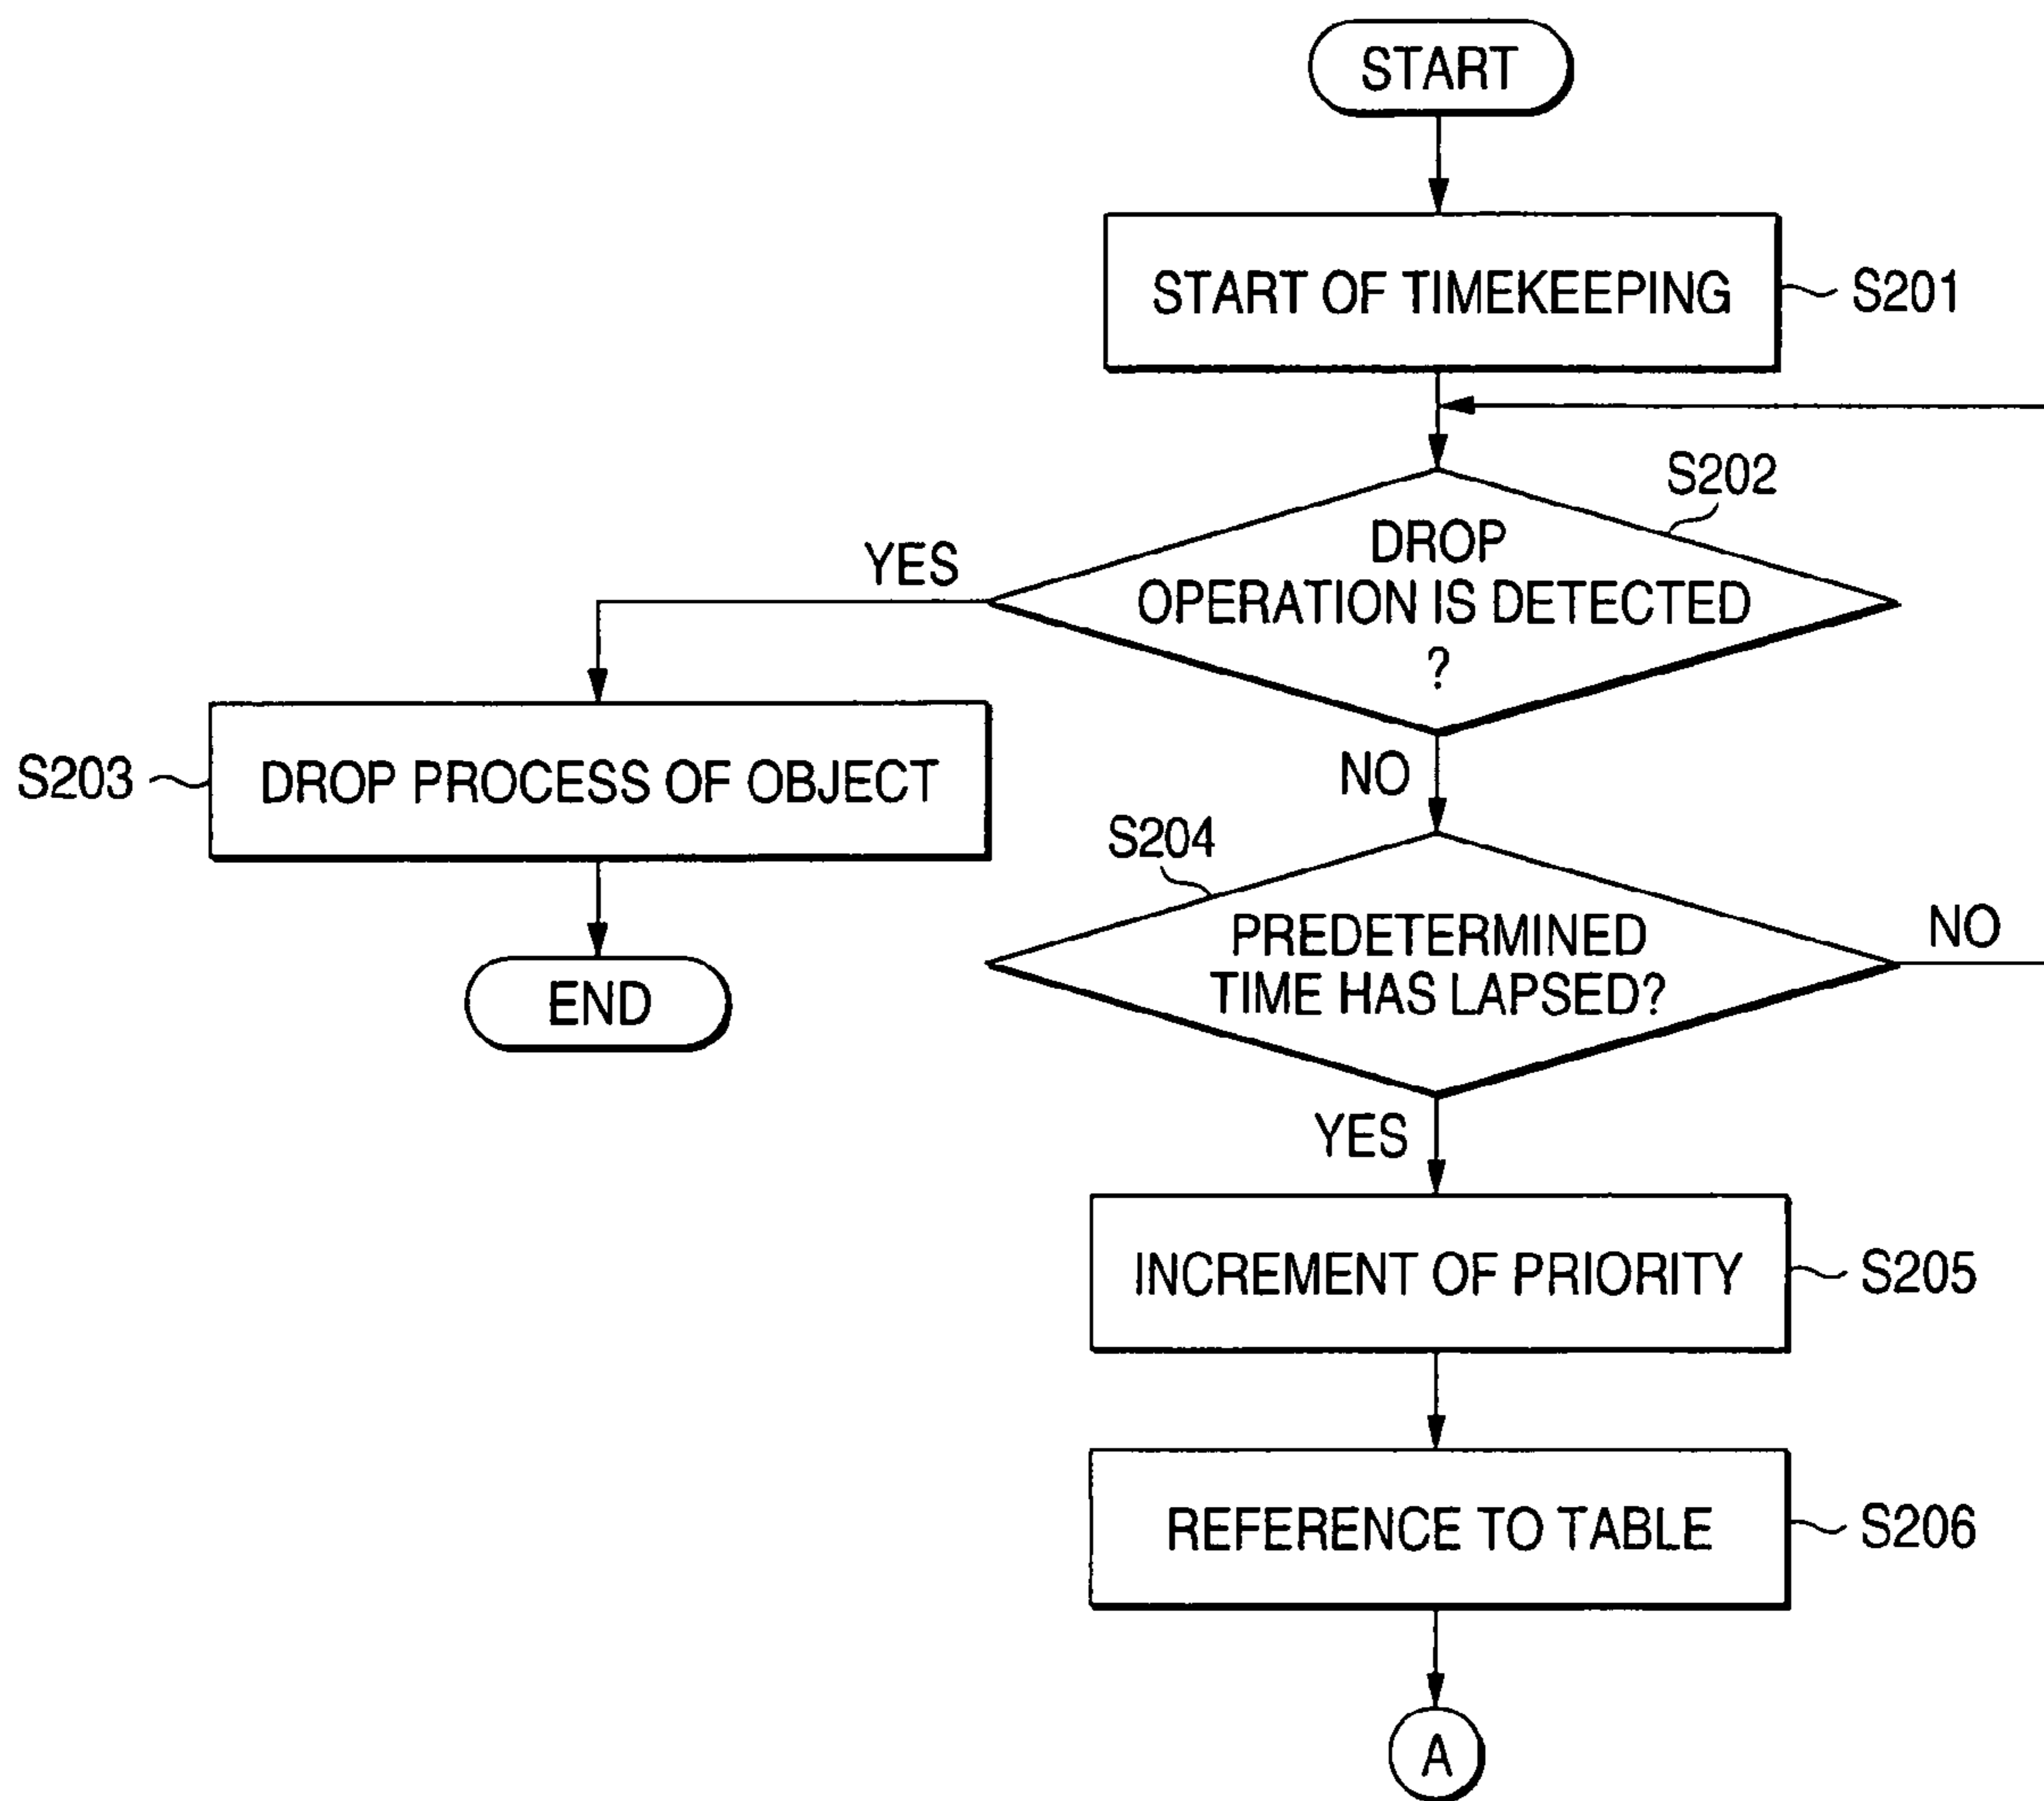 START
START OF TIMEKEEPING
S201
S202
DROP
OPERATION IS DETECTED
?
YES
NO
S203
DROP PROCESS OF OBJECT
END
S204
PREDETERMINED
TIME HAS LAPSED?
NO
YES
INCREMENT OF PRIORITY
S205
REFERENCE TO TABLE
S206
A